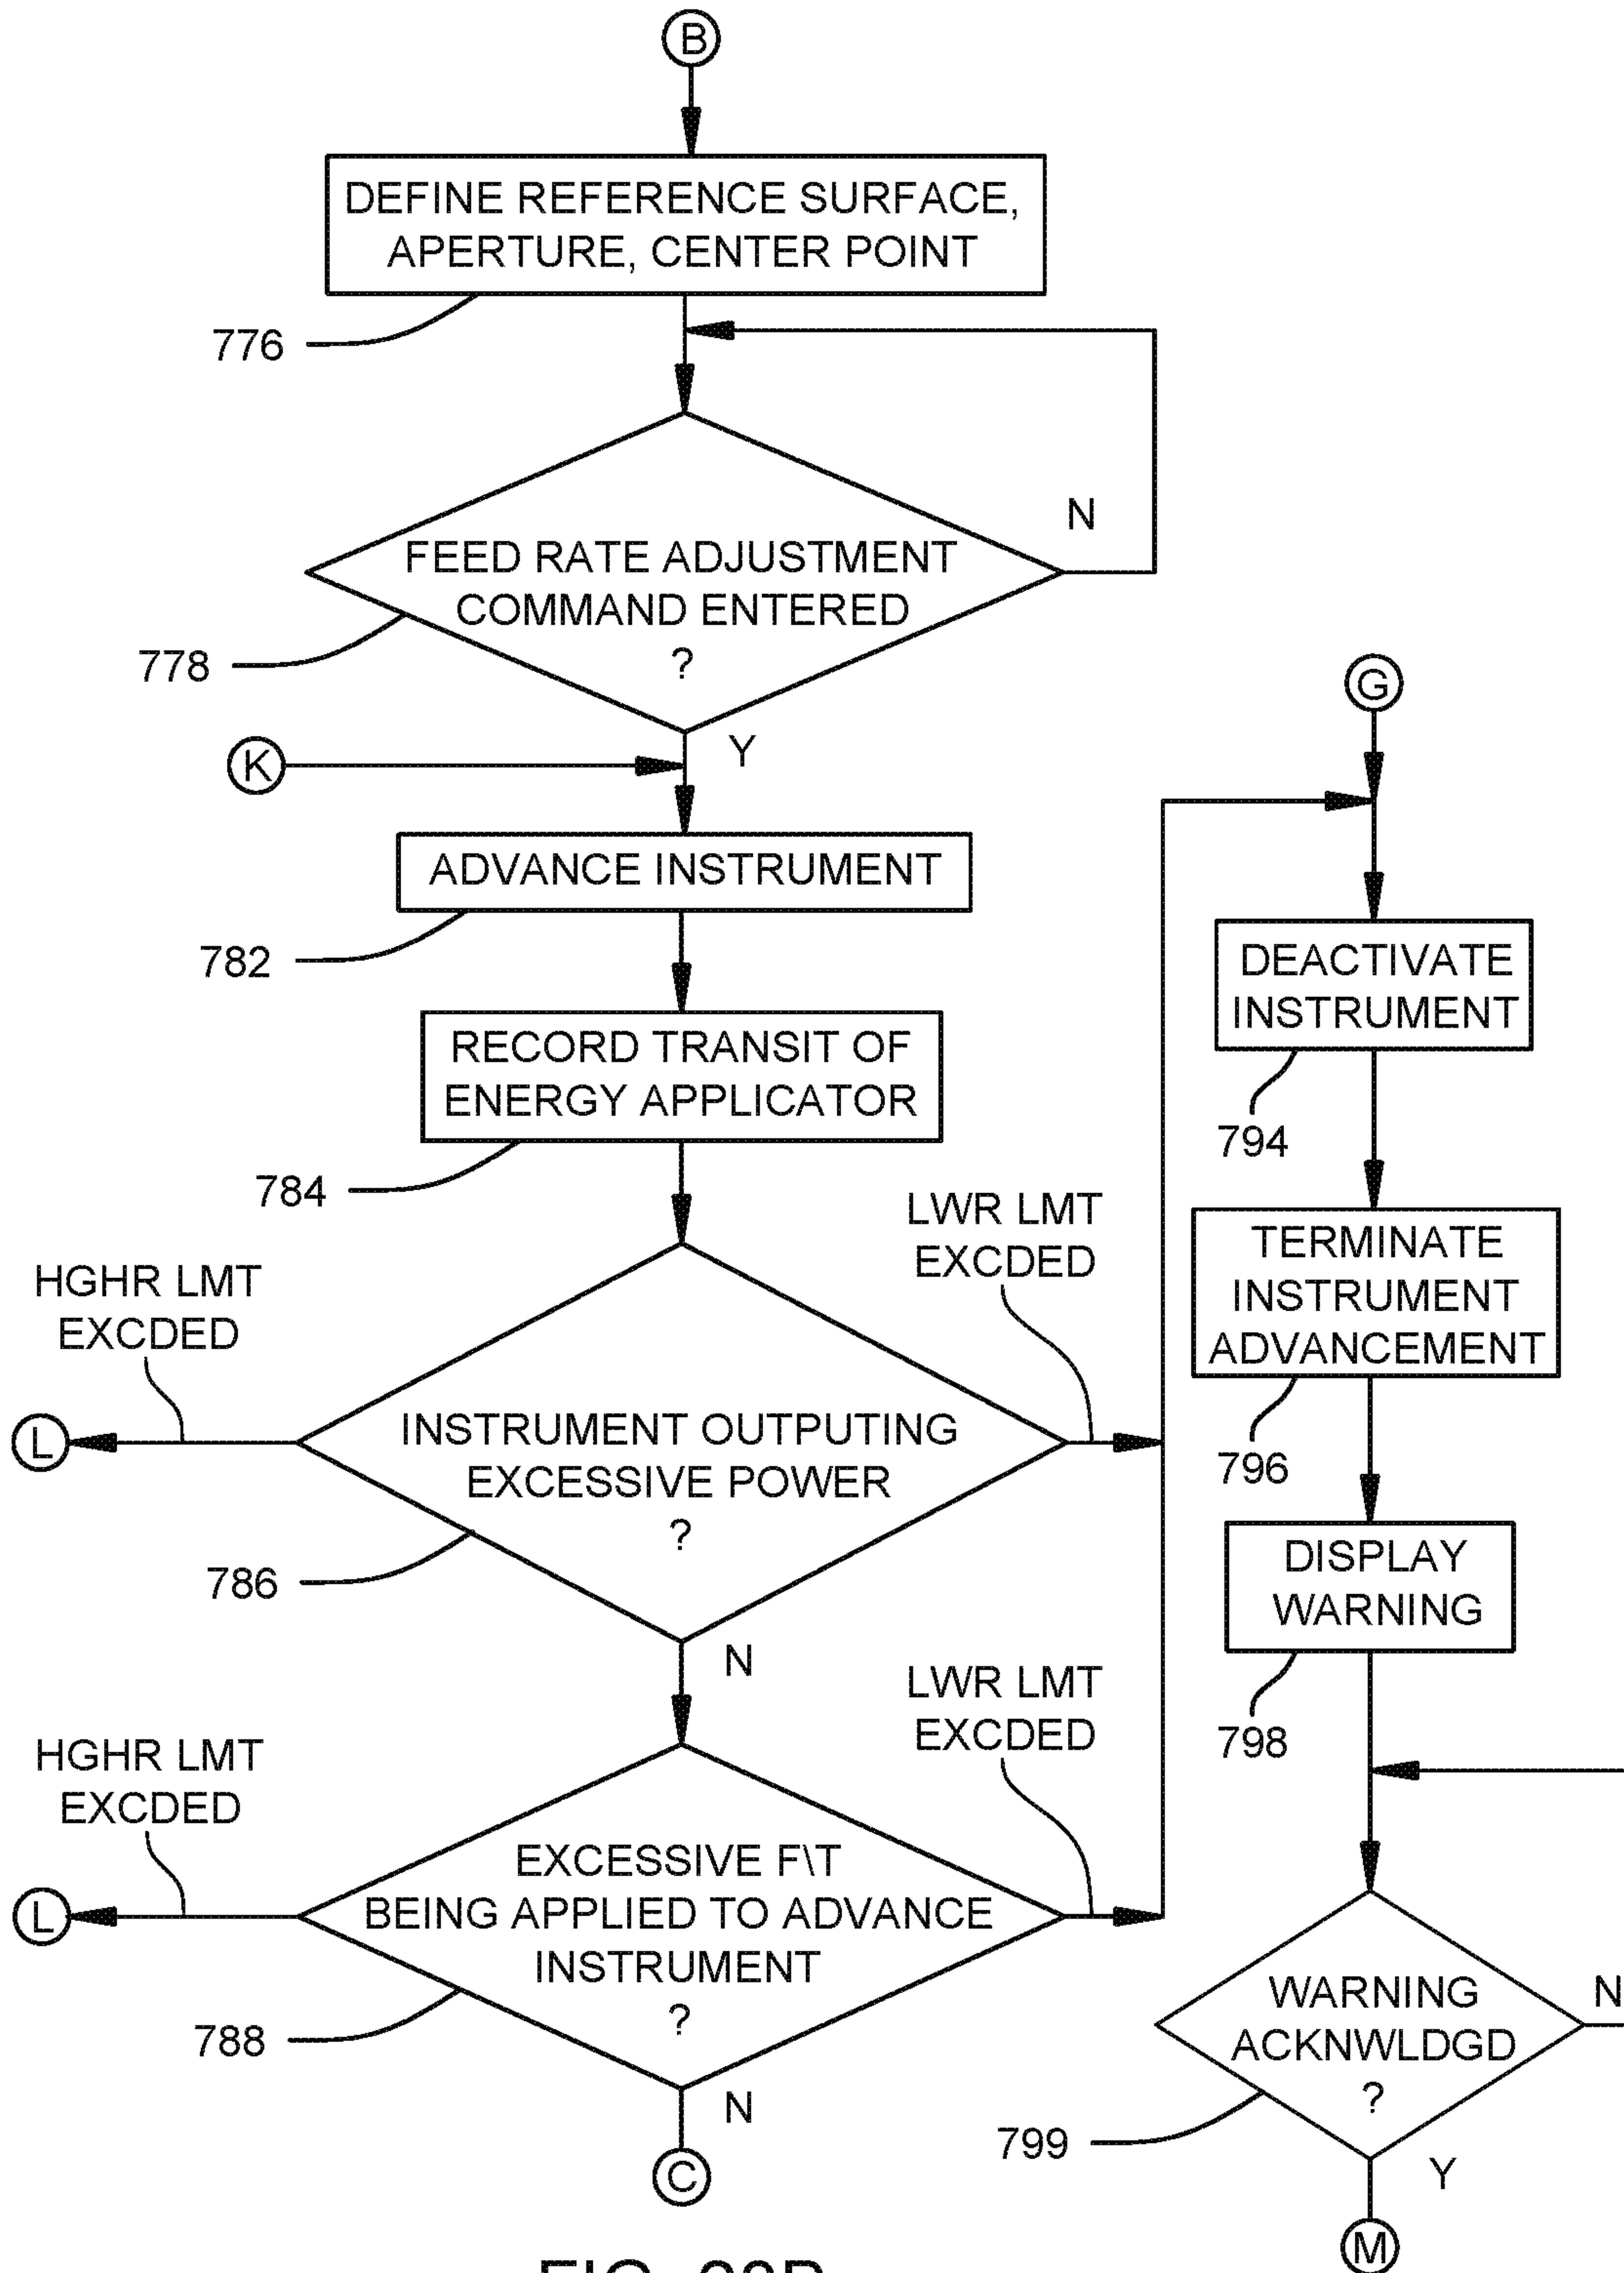 B
DEFINE REFERENCE SURFACE,
APERTURE, CENTER POINT
776
FEED RATE ADJUSTMENT
COMMAND ENTERED
?
N
778
Y
K
ADVANCE INSTRUMENT
782
RECORD TRANSIT OF
ENERGY APPLICATOR
784
HGHR LMT
EXCDED
LWR LMT
EXCDED
L
INSTRUMENT OUTPUTING
EXCESSIVE POWER
?
786
N
HGHR LMT
EXCDED
LWR LMT
EXCDED
L
EXCESSIVE F\T
BEING APPLIED TO ADVANCE
INSTRUMENT
?
788
N
C
G
DEACTIVATE
INSTRUMENT
794
TERMINATE
INSTRUMENT
ADVANCEMENT
796
DISPLAY
WARNING
798
WARNING
ACKNWLDGD
?
N
799
Y
M